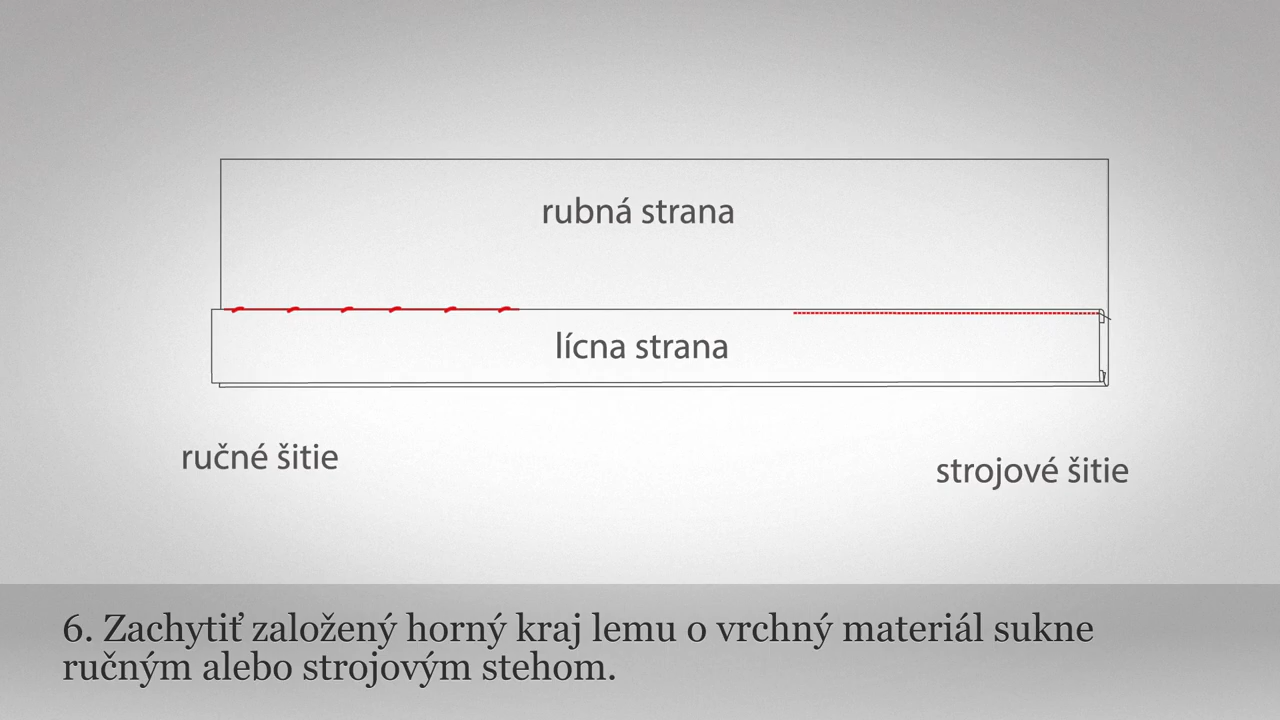 rubná strana
lícna strana
ručné šitie
strojové šitie
6. Zachytiť založený horný kraj lemu o vrchný materiál sukne
ručným alebo strojovým stehom.